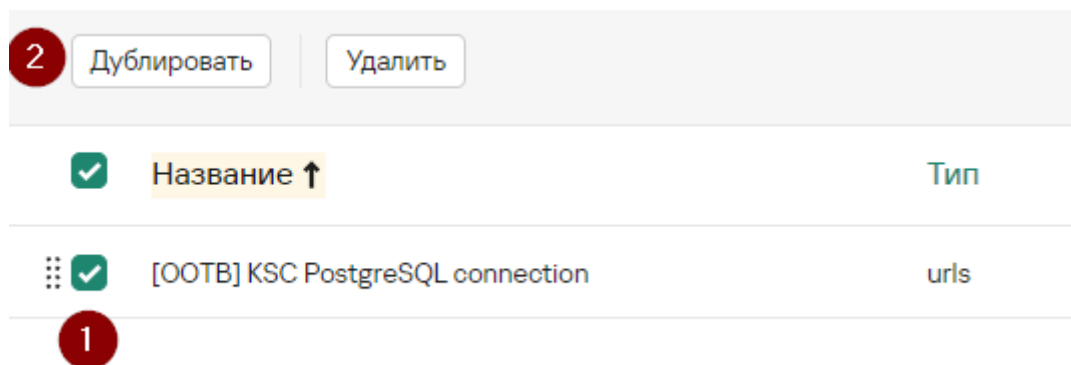 2 Дублировать Удалить
Название ↑ Тип
[OOTB] KSC PostgreSQL connection urls
1